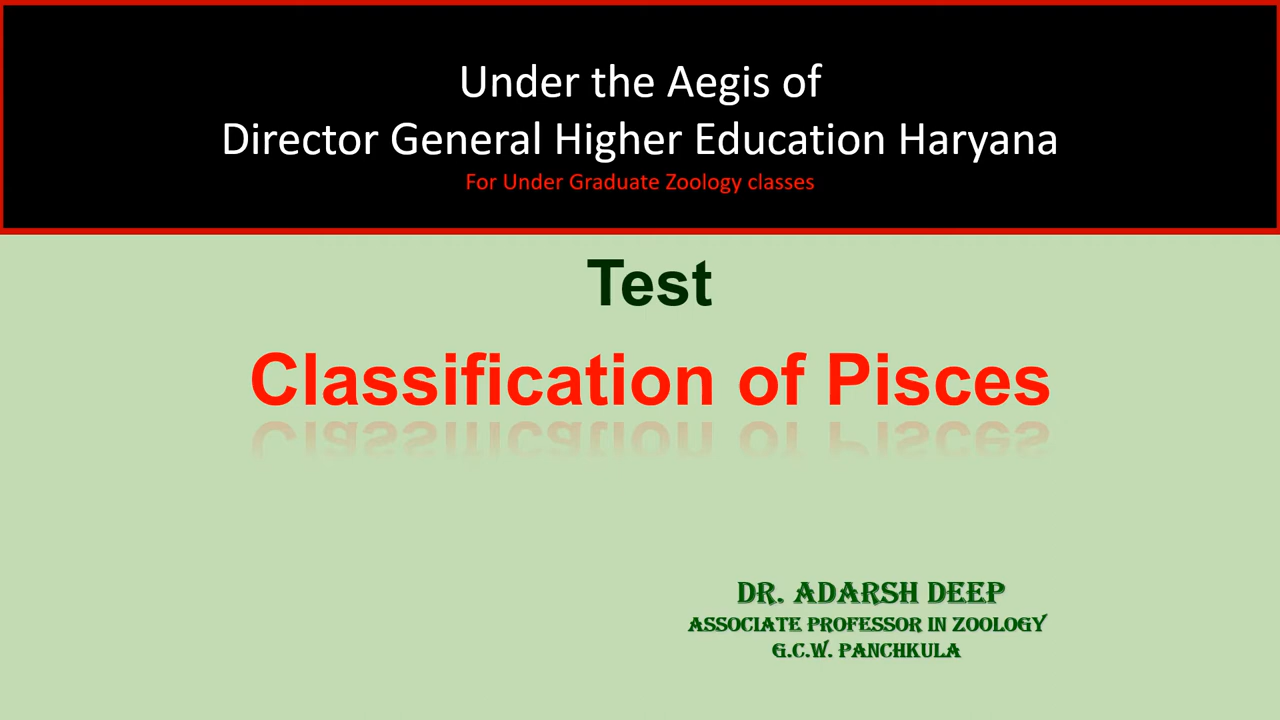 Under the Aegis of
Director General Higher Education Haryana
For Under Graduate Zoology classes
Test
Classification of Pisces
DR. ADARSH DEEP
ASSOCIATE PROFESSOR IN ZOOLOGY
G.C.W. PANCHKULA